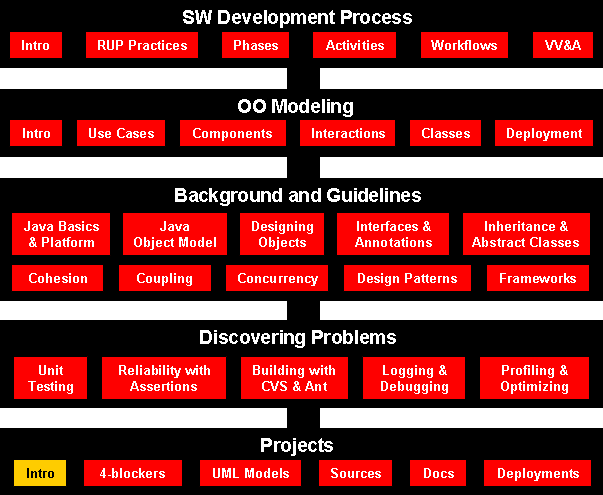 SW Development Process
Intro RUP Practices Phases Activities Workflows VV&A
OO Modeling
Intro Use Cases Components Interactions Classes Deployment
Background and Guidelines
Java Basics & Platform
Java Object Model
Designing Objects
Interfaces & Annotations
Inheritance & Abstract Classes
Cohesion Coupling Concurrency Design Patterns Frameworks
Discovering Problems
Unit Testing
Reliability with Assertions
Building with CVS & Ant
Logging & Debugging
Profiling & Optimizing
Projects
Intro 4-blockers UML Models Sources Docs Deployments